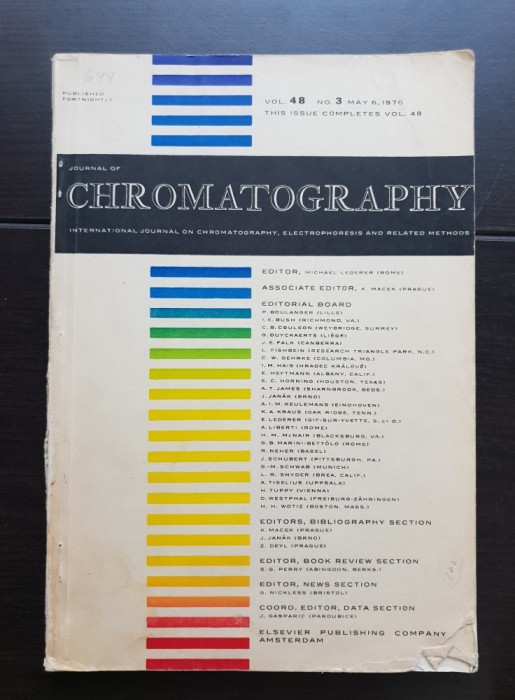 644
PUBLISHED
FORTNIGHTLY
VOL. 48 NO. 3 MAY 6, 1970
THIS ISSUE COMPLETES VOL. 48
JOURNAL OF
CHROMATOGRAPHY
INTERNATIONAL JOURNAL ON CHROMATOGRAPHY, ELECTROPHORESIS AND RELATED METHODS
EDITOR, MICHAEL LEDERER (ROME)
ASSOCIATE EDITOR, K. MACEK (PRAGUE)
EDITORIAL BOARD
P. BOULANGER (LILLE)
I. E. BUSH (RICHMOND, VA.)
C. B. COULSON (WEYBRIDGE, SURREY)
G. DUYCKAERTS (LIÈGE)
J. E. FALK (CANBERRA)
L. FISHBEIN (RESEARCH TRIANGLE PARK, N.C.)
C. W. GEHRKE (COLUMBIA, MO.)
I. M. HAIS (HRADEC KRÁLOVÉ)
E. HEFTMANN (ALBANY, CALIF.)
E. C. HORNING (HOUSTON, TEXAS)
A. T. JAMES (SHARNBROOK, BEDS.)
J. JANÁK (BRNO)
A. I. M. KEULEMANS (EINDHOVEN)
K. A. KRAUS (OAK RIDGE, TENN.)
E. LEDERER (GIF-SUR-YVETTE, S. et O.)
A. LIBERTI (ROME)
H. M. McNAIR (BLACKSBURG, VA.)
G. B. MARINI-BETTÒLO (ROME)
R. NEHER (BASEL)
J. SCHUBERT (PITTSBURGH, PA.)
G.-M. SCHWAB (MUNICH)
L. R. SNYDER (BREA, CALIF.)
A. TISELIUS (UPPSALA)
H. TUPPY (VIENNA)
O. WESTPHAL (FREIBURG-ZÄHRINGEN)
H. H. WOTIZ (BOSTON, MASS.)
EDITORS, BIBLIOGRAPHY SECTION
K. MACEK (PRAGUE)
J. JANÁK (BRNO)
Z. DEYL (PRAGUE)
EDITOR, BOOK REVIEW SECTION
S. G. PERRY (ABINGDON, BERKS.)
EDITOR, NEWS SECTION
G. NICKLESS (BRISTOL)
COORD. EDITOR, DATA SECTION
J. GASPARIC (PARDUBICE)
ELSEVIER PUBLISHING COMPANY
AMSTERDAM